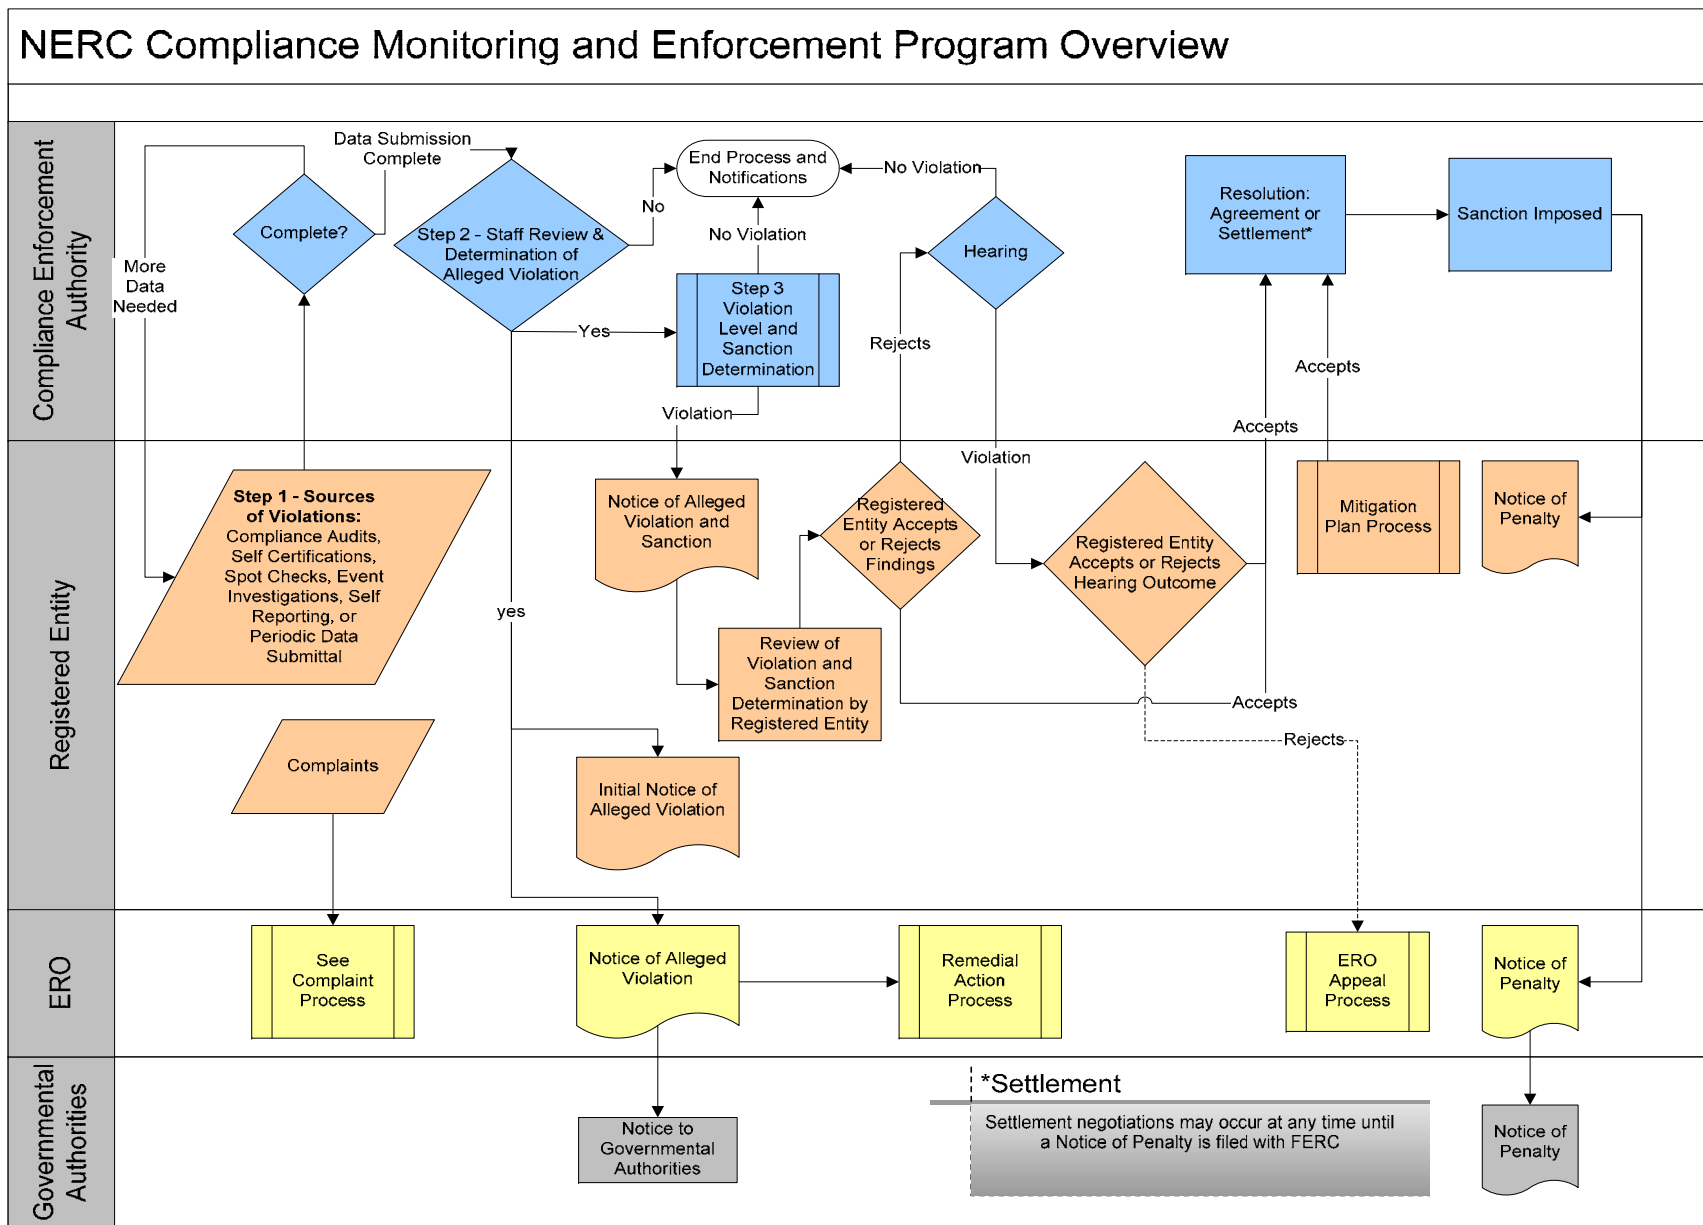 NERC Compliance Monitoring and Enforcement Program Overview
Compliance Enforcement
Authority
Data Submission
Complete
Complete?
More
Data
Needed
Step 2 - Staff Review &
Determination of
Alleged Violation
No
Yes
yes
End Process and
Notifications
No Violation
Step 3
Violation
Level and
Sanction
Determination
Violation
No Violation
Hearing
Rejects
Violation
Resolution:
Agreement or
Settlement*
Sanction Imposed
Accepts
Accepts
Registered Entity
Step 1 - Sources
of Violations:
Compliance Audits,
Self Certifications,
Spot Checks, Event
Investigations, Self
Reporting, or
Periodic Data
Submittal
Complaints
Notice of Alleged
Violation and
Sanction
Review of
Violation and
Sanction
Determination by
Registered Entity
Initial Notice of
Alleged Violation
Registered
Entity Accepts
or Rejects
Findings
Registered Entity
Accepts or Rejects
Hearing Outcome
Accepts
Rejects
Mitigation
Plan Process
Notice of
Penalty
ERO
See
Complaint
Process
Notice of Alleged
Violation
Remedial
Action
Process
ERO
Appeal
Process
Notice of
Penalty
Governmental
Authorities
Notice to
Governmental
Authorities
*Settlement
Settlement negotiations may occur at any time until
a Notice of Penalty is filed with FERC
Notice of
Penalty